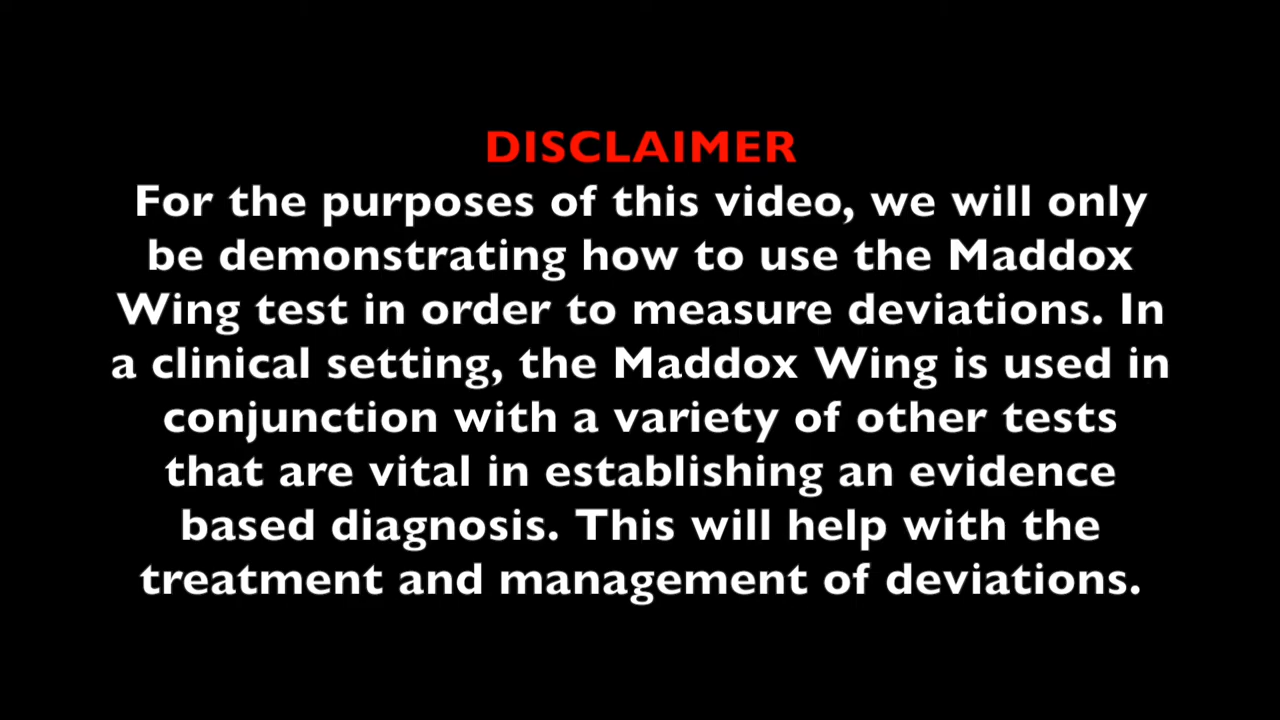 DISCLAIMER
For the purposes of this video, we will only
be demonstrating how to use the Maddox
Wing test in order to measure deviations. In
a clinical setting, the Maddox Wing is used in
conjunction with a variety of other tests
that are vital in establishing an evidence
based diagnosis. This will help with the
treatment and management of deviations.